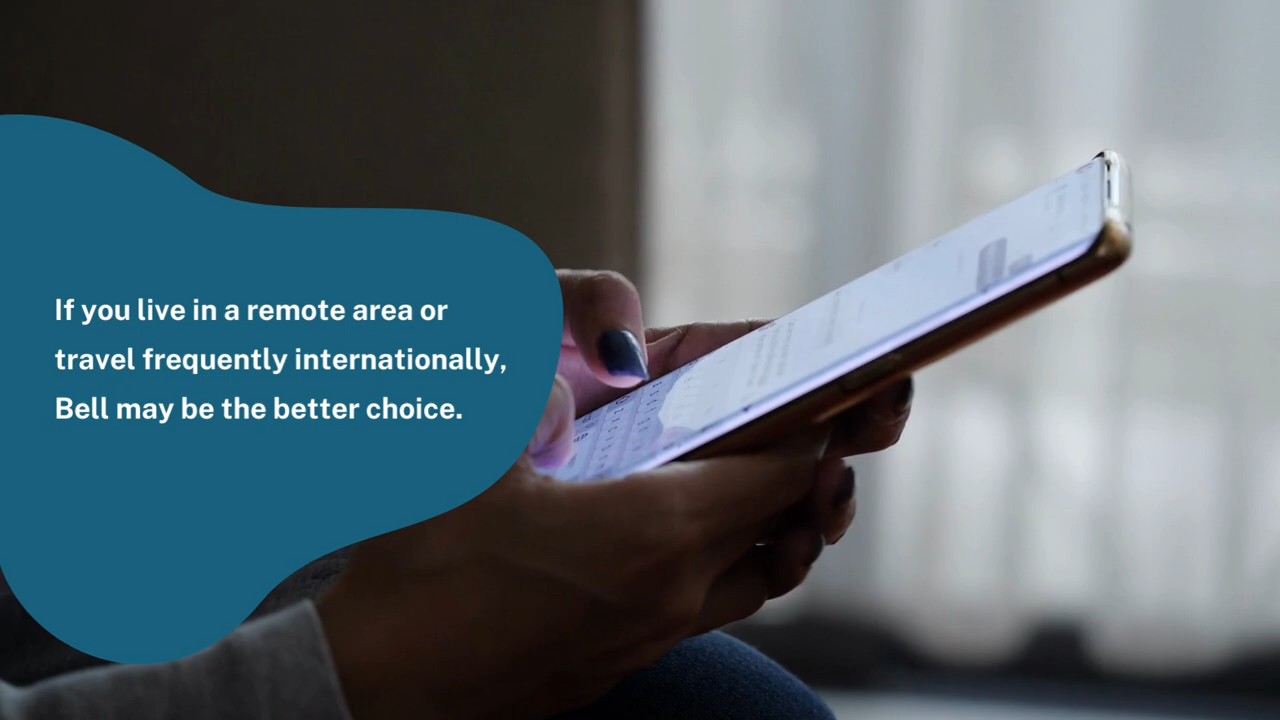 If you live in a remote area or
travel frequently internationally,
Bell may be the better choice.